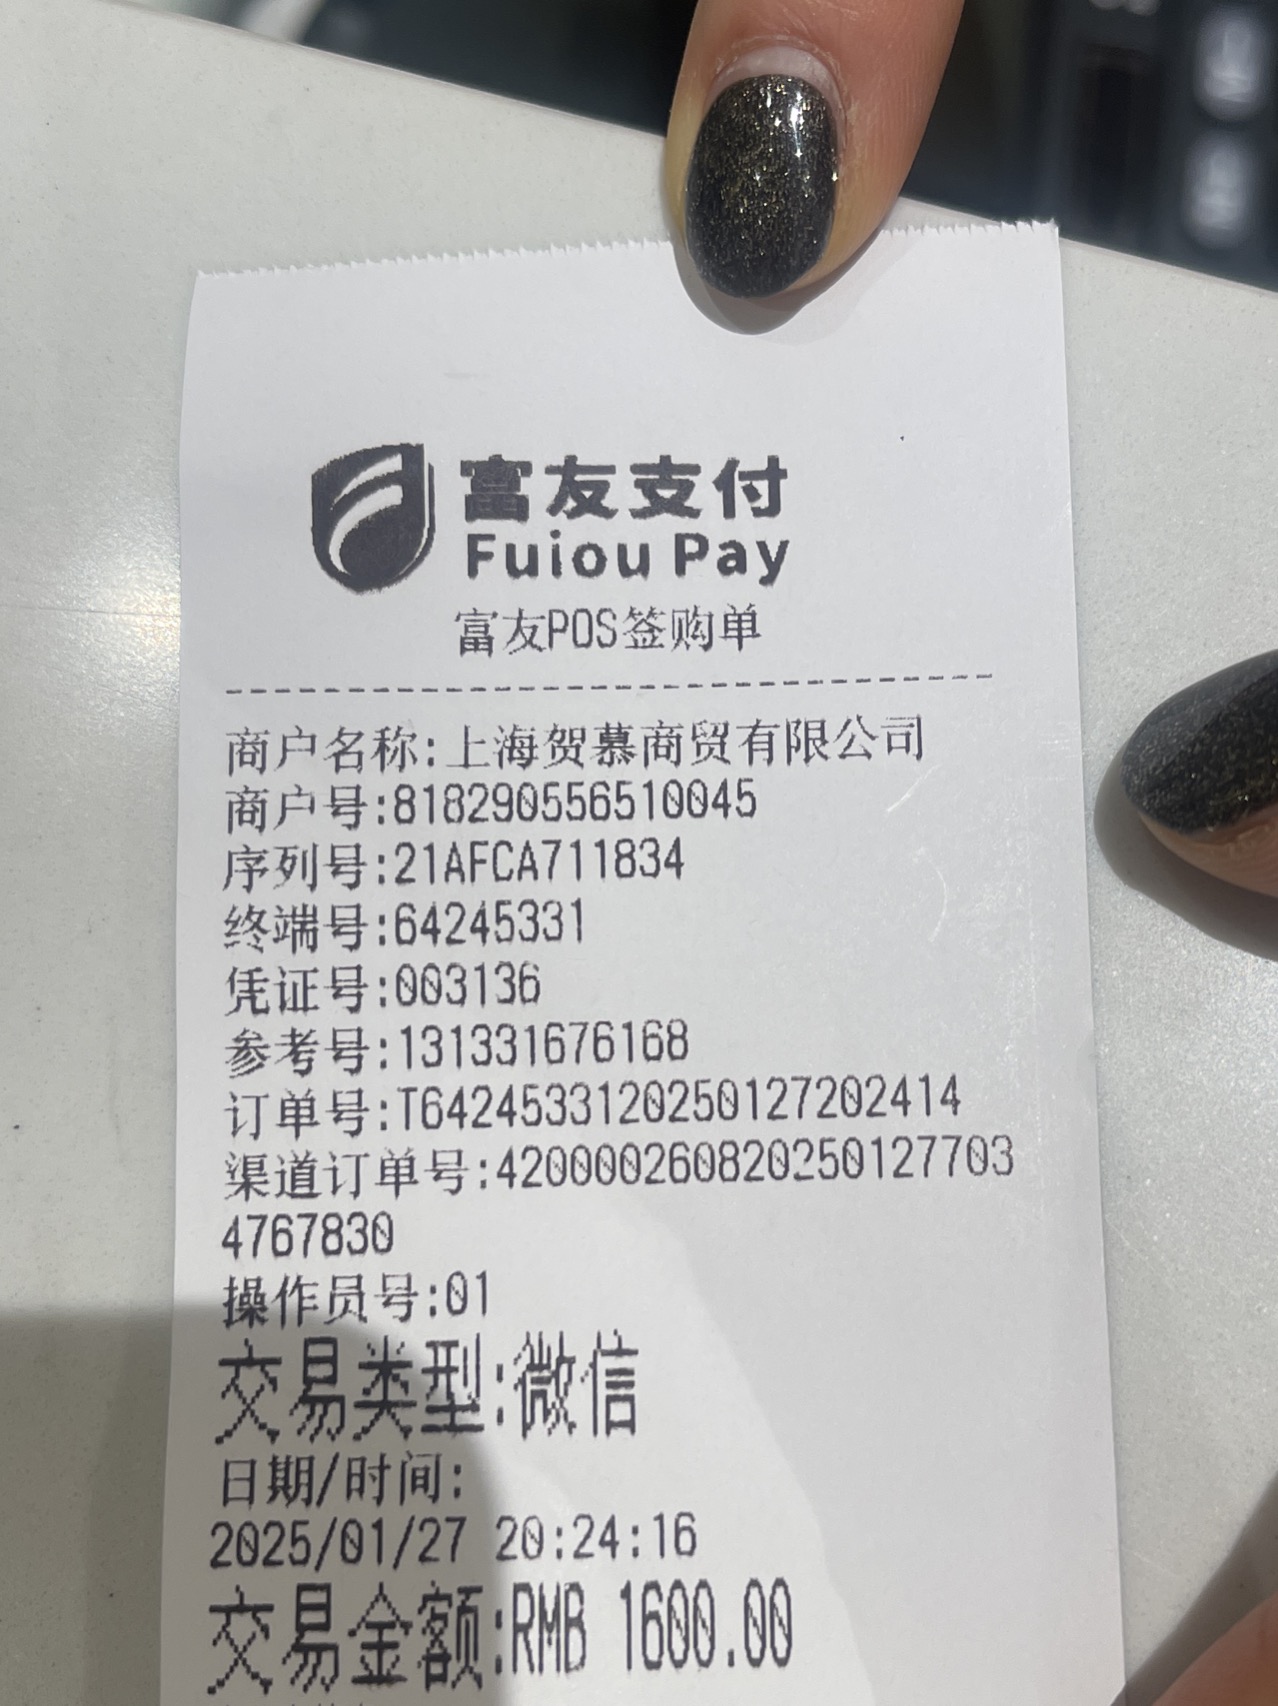 富友支付
Fuiou Pay
富友POS签购单
商户名称:上海贺慕商贸有限公司
商户号:818290556510045
序列号:21AFCA711834
终端号:64245331
凭证号:003136
参考号:131331676168
订单号:T6424533120250127202414
渠道订单号:420000260820250127703
4767830
操作员号:01
交易类型:微信
日期/时间:
2025/01/27 20:24:16
交易金额:RMB 1600.00